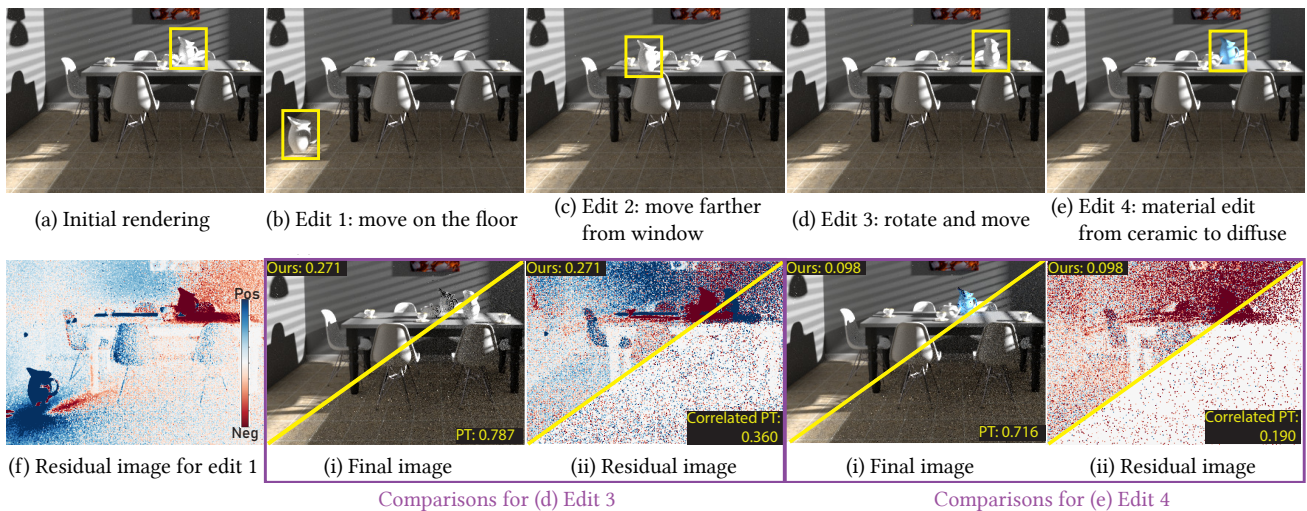 (a) Initial rendering
(b) Edit 1: move on the floor
(c) Edit 2: move farther
from window
(d) Edit 3: rotate and move
(e) Edit 4: material edit
from ceramic to diffuse
Pos
Neg
(f) Residual image for edit 1
Ours: 0.271
PT: 0.787
(i) Final image
Ours: 0.271
Correlated PT:
0.360
(ii) Residual image
Ours: 0.098
PT: 0.716
(i) Final image
Ours: 0.098
Correlated PT:
0.190
(ii) Residual image
Comparisons for (d) Edit 3
Comparisons for (e) Edit 4